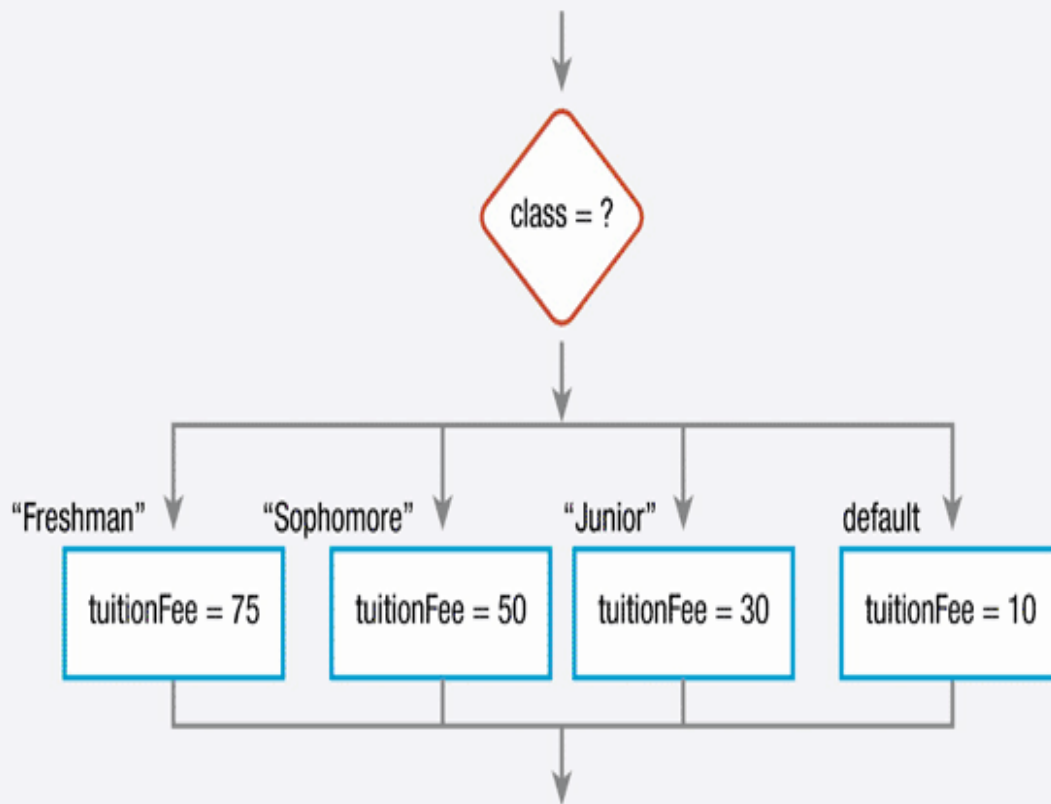 class = ?
“Freshman”
“Sophomore”
“Junior”
default
tuitionFee = 75
tuitionFee = 50
tuitionFee = 30
tuitionFee = 10